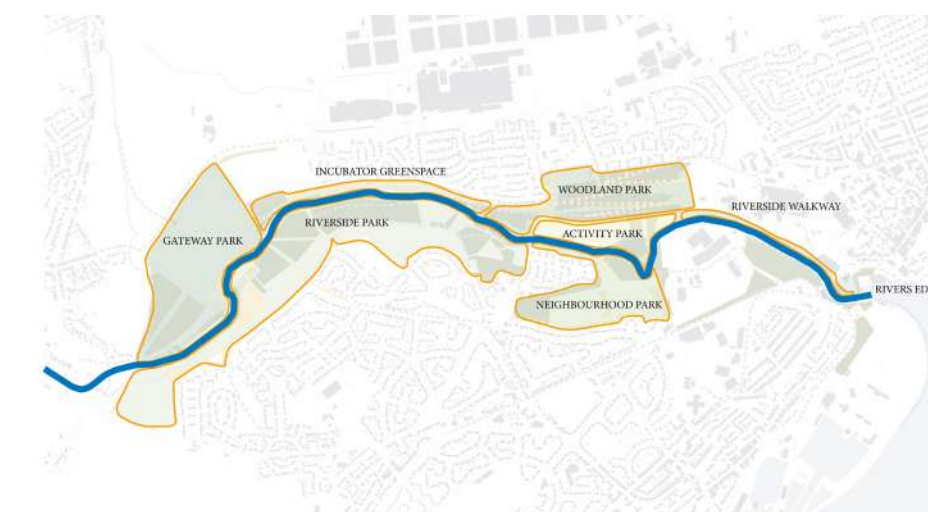 INCUBATOR GREENSPACE
WOODLAND PARK
RIVERSIDE WALKWAY
RIVERSIDE PARK
ACTIVITY PARK
GATEWAY PARK
RIVERS ED
NEIGHBOURHOOD PARK